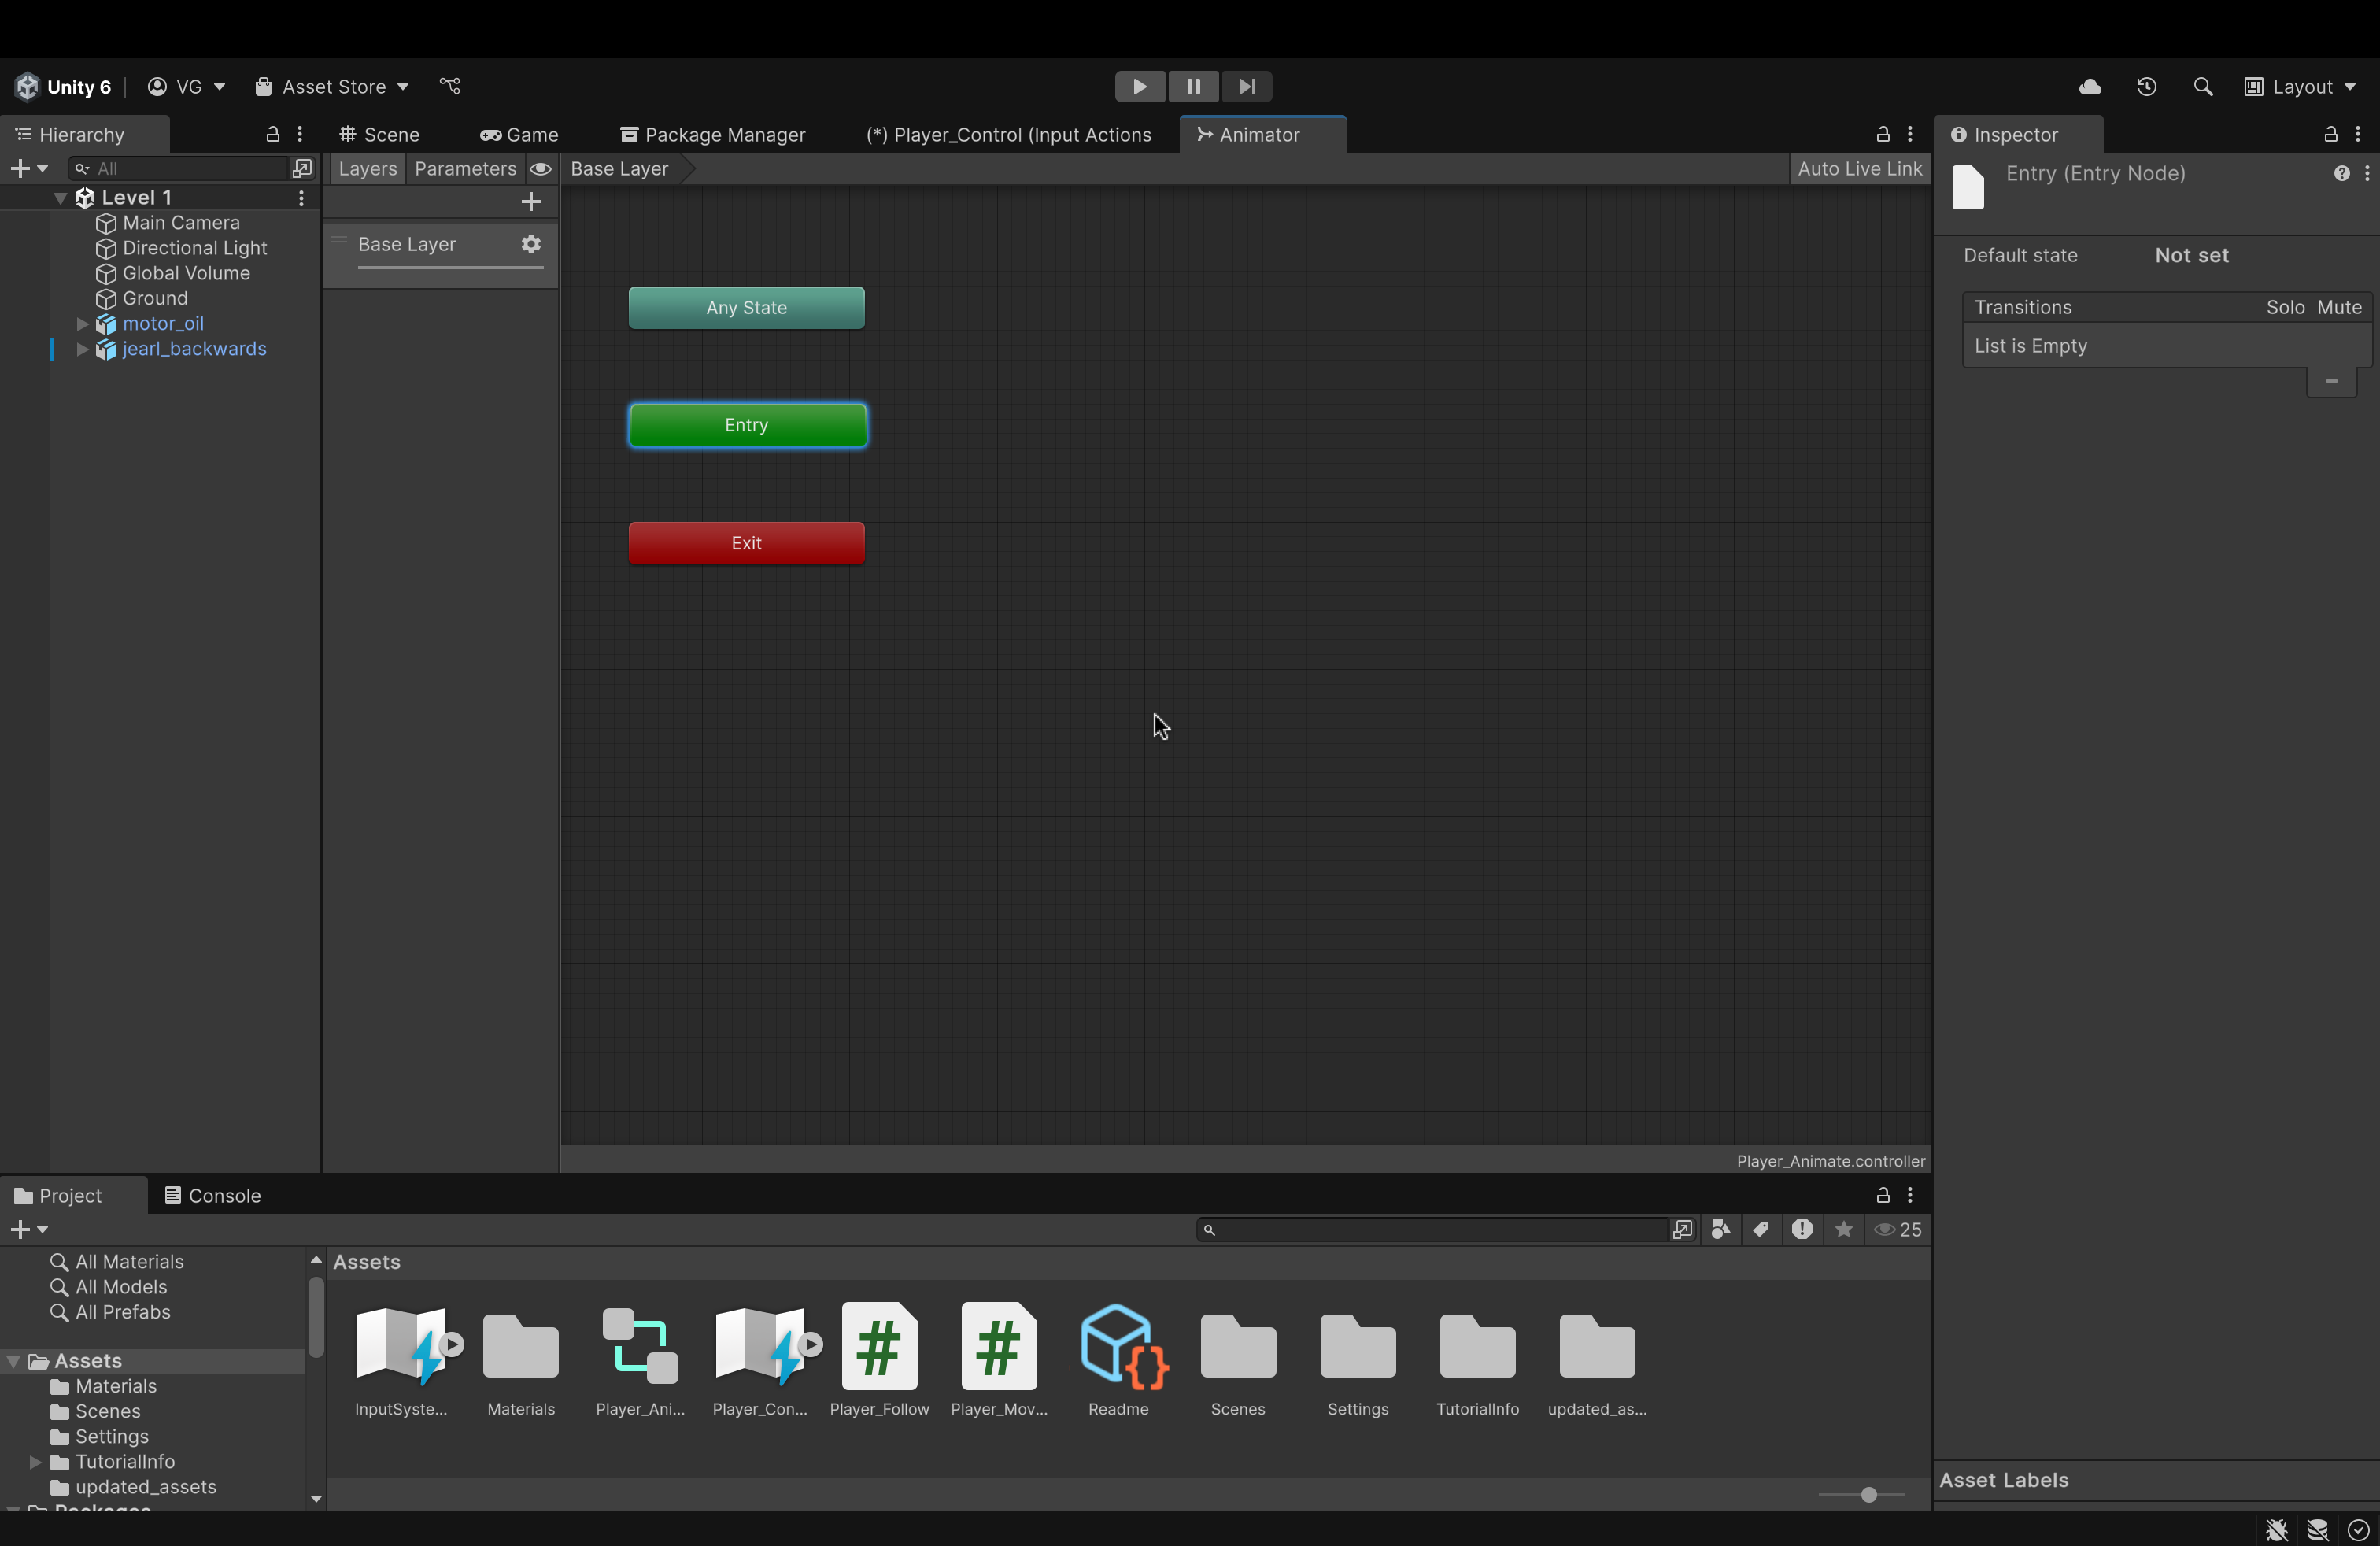 Unity 6 VG Asset Store Layout
Hierarchy Scene Game Package Manager (*) Player_Control (Input Actions . Animator Inspector
All Layers Parameters Base Layer Auto Live Link Entry (Entry Node)
Level 1
Main Camera
Directional Light
Global Volume
Ground
motor_oil
jearl_backwards
Base Layer
Any State
Entry
Exit
Player_Animate.controller
Default state Not set
Transitions Solo Mute
List is Empty
Project Console
25
All Materials
All Models
All Prefabs
Assets
Materials
Scenes
Settings
TutorialInfo
updated_assets
Packages
Assets
InputSyste... Materials Player_Ani... Player_Con... Player_Follow Player_Mov... Readme Scenes Settings TutorialInfo updated_as...
Asset Labels